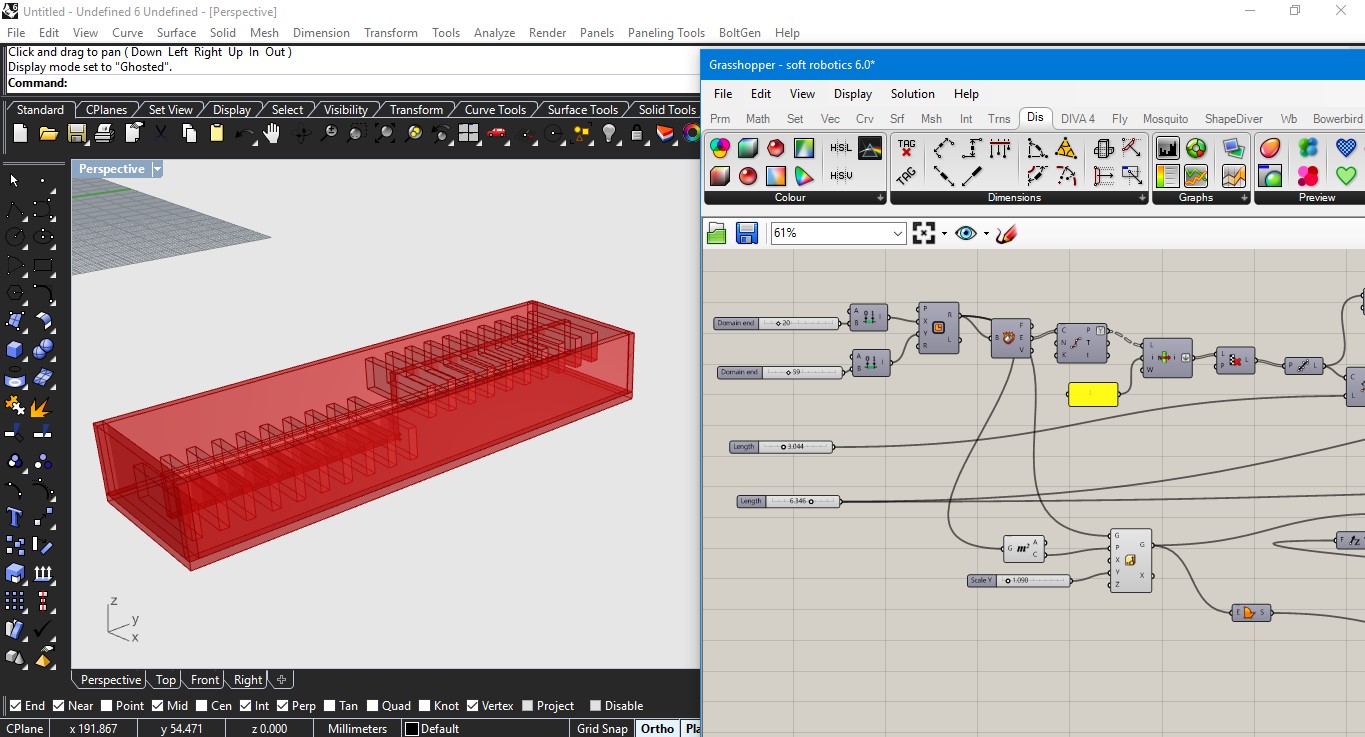 Untitled - Undefined 6 Undefined - [Perspective]
File Edit View Curve Surface Solid Mesh Dimension Transform Tools Analyze Render Panels Paneling Tools BoltGen Help
Click and drag to pan ( Down Left Right Up In Out )
Display mode set to "Ghosted".
Command:
Standard CPlanes Set View Display Select Visibility Transform Curve Tools Surface Tools Solid Tools
Perspective
z
y
x
Perspective Top Front Right
End Near Point Mid Cen Int Perp Tan Quad Knot Vertex Project Disable
CPlane x 191.867 y 54.471 z 0.000 Millimeters Default Grid Snap Ortho Pla
Grasshopper - soft robotics 6.0*
File Edit View Display Solution Help
Prm Math Set Vec Crv Srf Msh Int Trns Dis DIVA 4 Fly Mosquito ShapeDiver Wb Bowerbird
HSL TAG
HSV TAG
Colour Dimensions Graphs Preview
61%
Domain end 20
A B I
P X Y R R L
Domain end 59
A B I
B F E V
C N K P T t
L i W i
L P L
P L
C L
Length 3.044
Length 6.346
G m² A C
G P X Y Z G X
Scale Y 1.090
F
E S